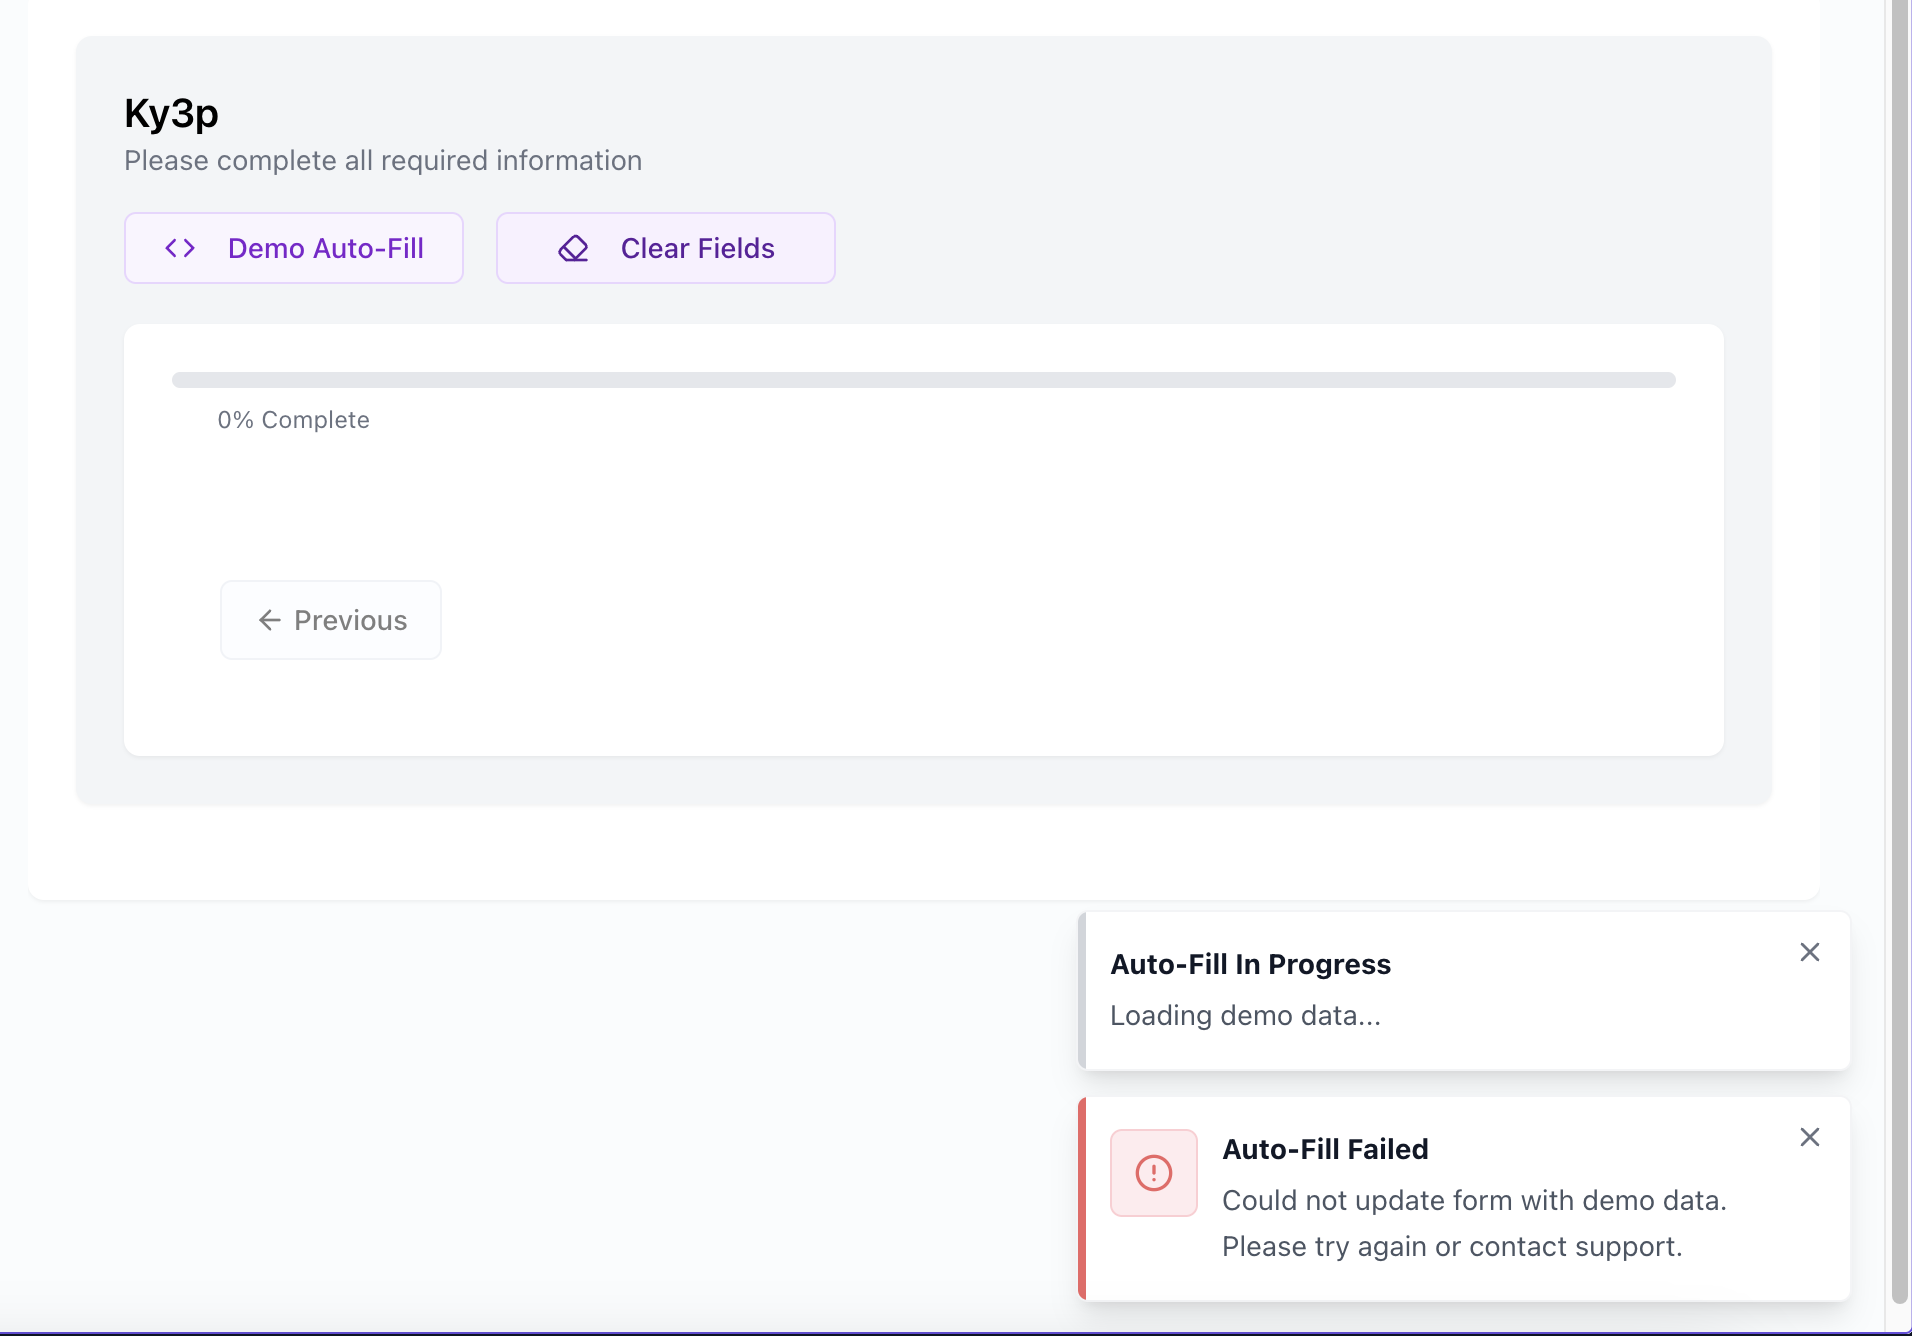 Ky3p
Please complete all required information
Demo Auto-Fill
Clear Fields
0% Complete
Previous
Auto-Fill In Progress
Loading demo data...
Auto-Fill Failed
Could not update form with demo data.
Please try again or contact support.